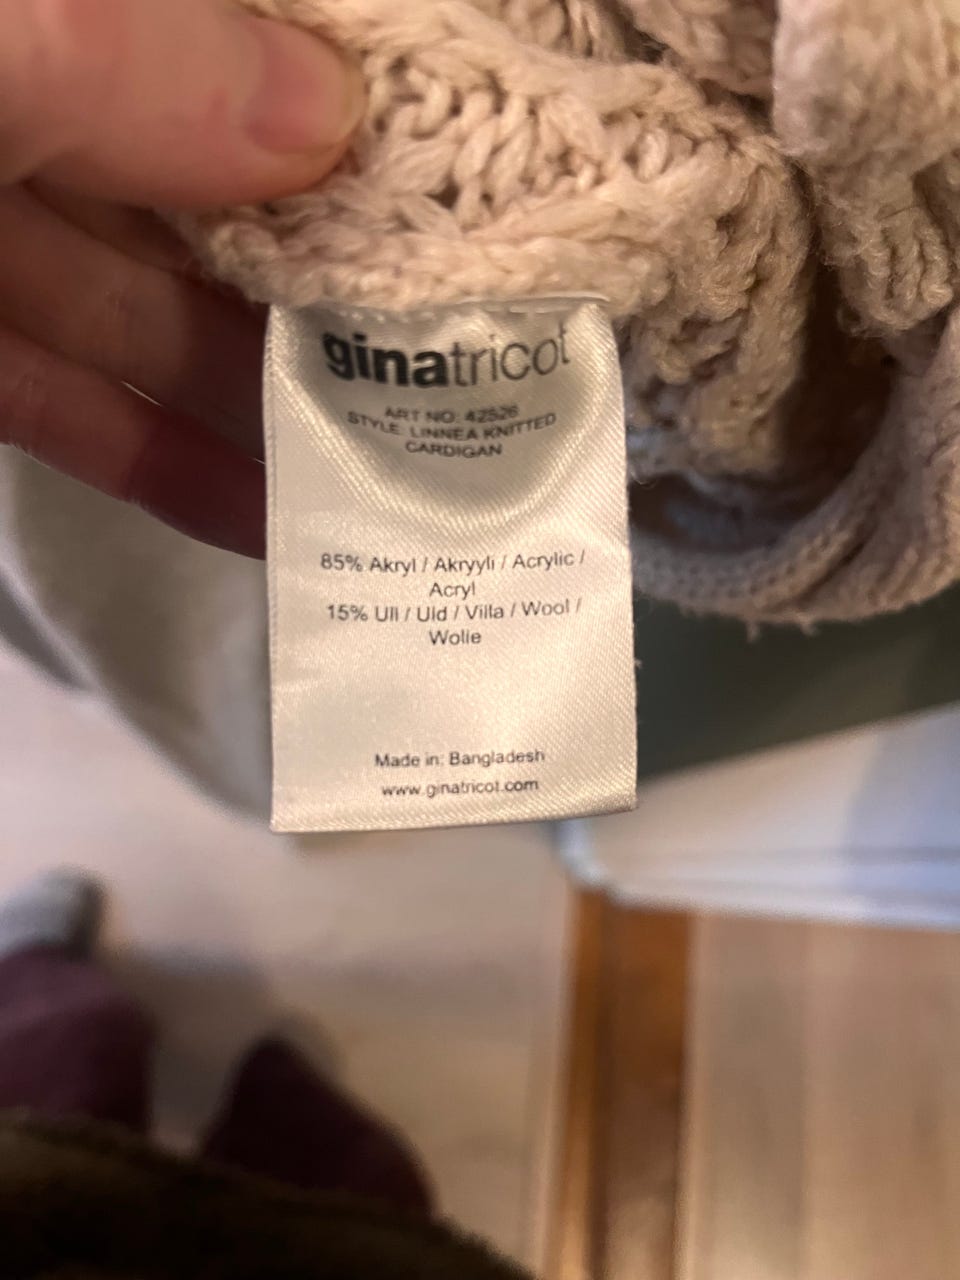 ginatricot
ART NO: 42526
STYLE: LINNEA KNITTED
CARDIGAN
85% Akryl / Akryyli / Acrylic /
Acryl
15% Ull / Uld / Villa / Wool /
Wolle
Made in: Bangladesh
www.ginatricot.com